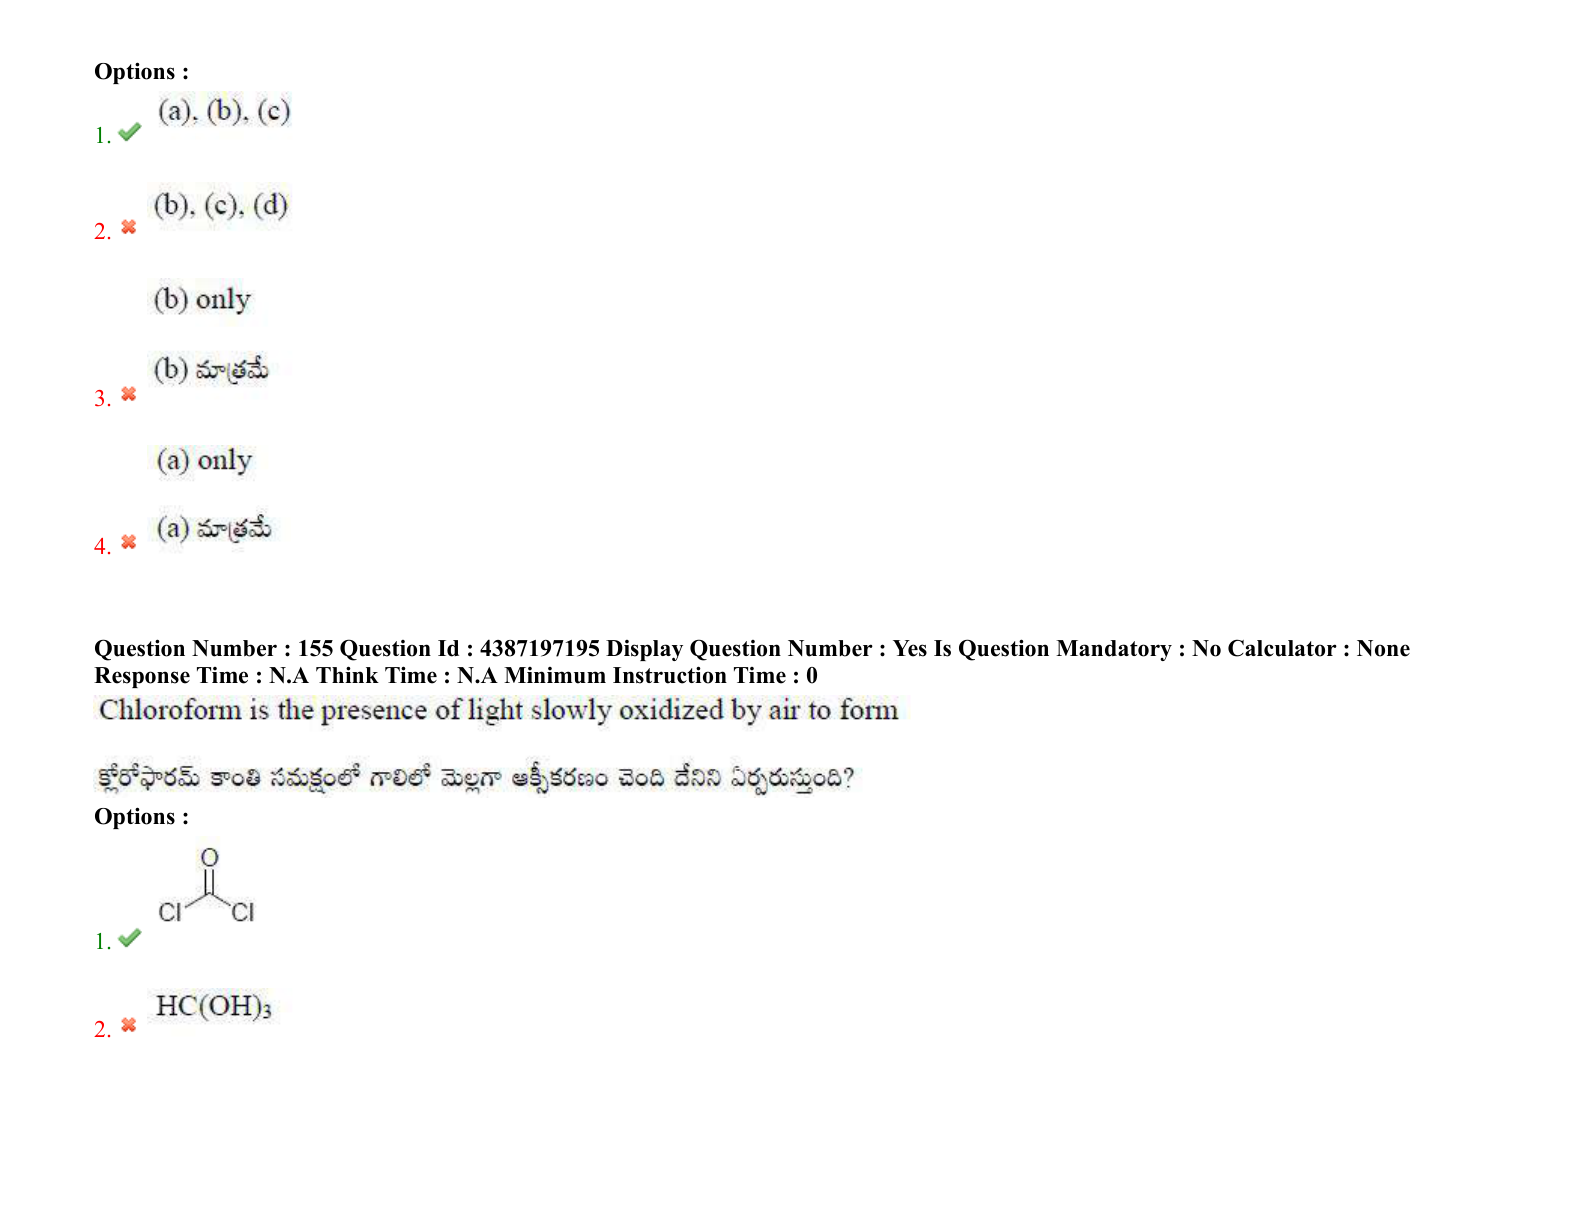 Options :
(a), (b), (c)
1.
(b), (c), (d)
2.
(b) only
(b) మాత్రమే
3.
(a) only
(a) మాత్రమే
4.
Question Number : 155 Question Id : 4387197195 Display Question Number : Yes Is Question Mandatory : No Calculator : None
Response Time : N.A Think Time : N.A Minimum Instruction Time : 0
Chloroform is the presence of light slowly oxidized by air to form
క్లోరోఫారమ్ కాంతి సమక్షంలో గాలిలో మెల్లగా ఆక్సీకరణం చెంది దేనిని ఏర్పరుస్తుంది?
Options :
O
Cl Cl
1.
HC(OH)₃
2.